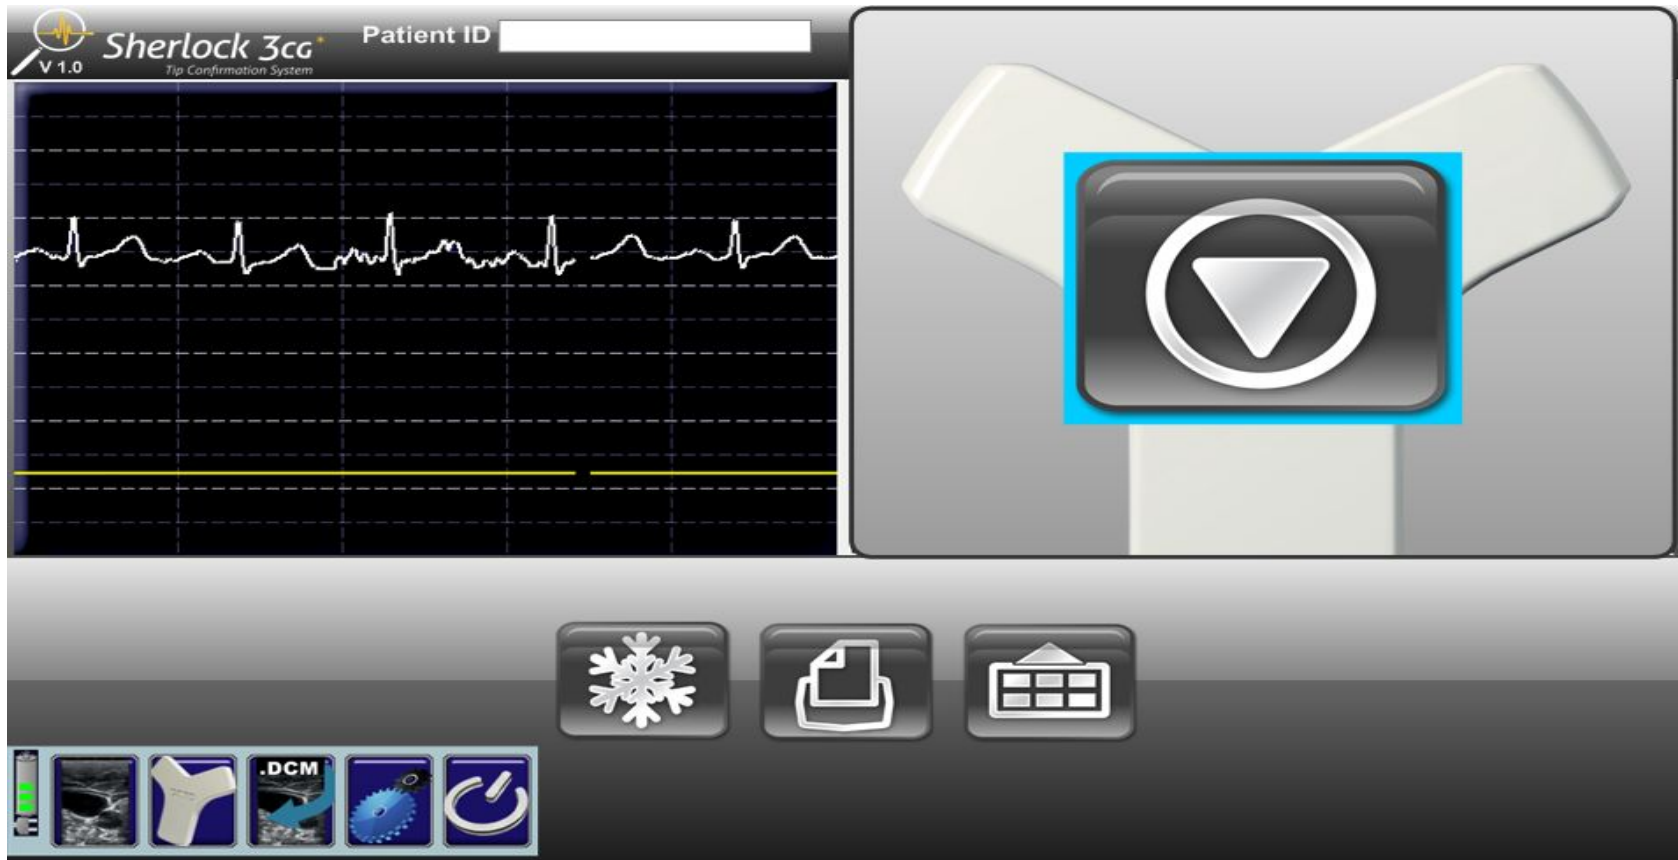 Sherlock 3CG*
Tip Confirmation System
V 1.0
Patient ID
.DCM